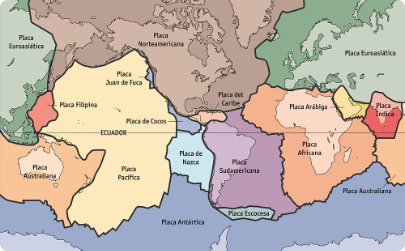 Placa
Euroasiática
Placa
Norteamericana
Placa Euroasiática
Placa
Juan de Fuca
Placa Filipina
Placa del
Caribe
Placa Arábiga
Placa
Índica
Placa de Cocos
ECUADOR
Placa
Australiana
Placa
Pacífica
Placa
de
Nazca
Placa
Sudamericana
Placa
Africana
Placa Australiana
Placa Escocesa
Placa Antártica